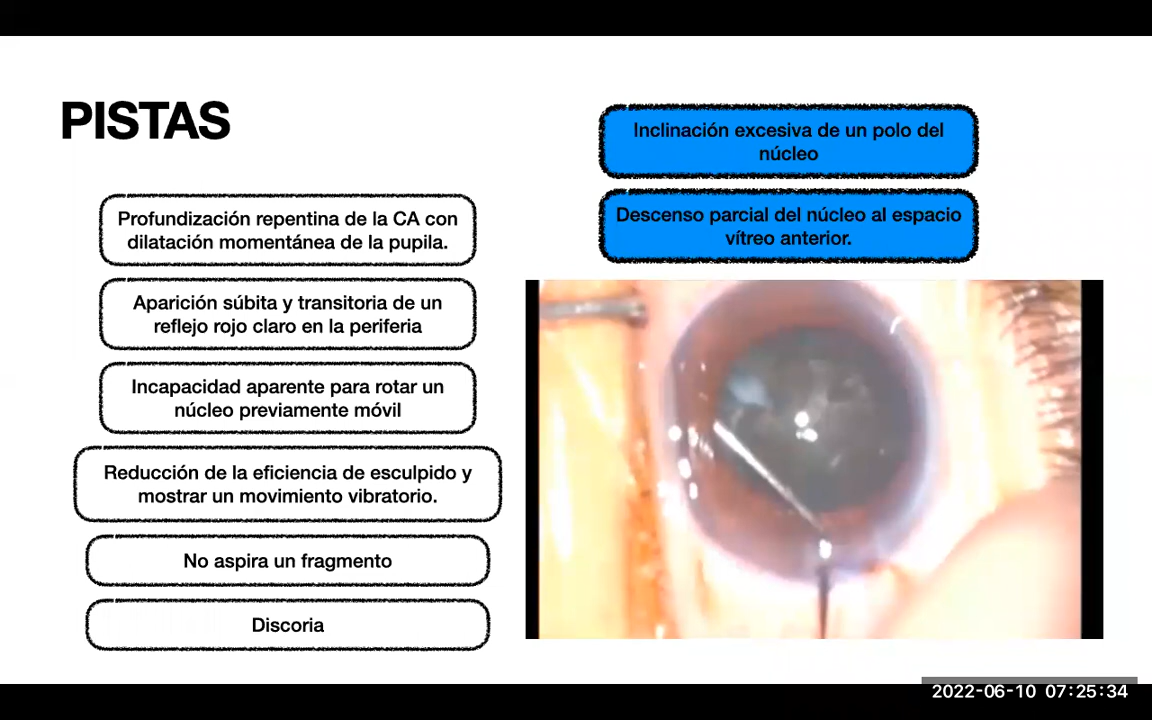 PISTAS
Profundización repentina de la CA con
dilatación momentánea de la pupila.
Aparición súbita y transitoria de un
reflejo rojo claro en la periferia
Incapacidad aparente para rotar un
núcleo previamente móvil
Reducción de la eficiencia de esculpido y
mostrar un movimiento vibratorio.
No aspira un fragmento
Discoria
Inclinación excesiva de un polo del
núcleo
Descenso parcial del núcleo al espacio
vítreo anterior.
2022-06-10 07:25:34